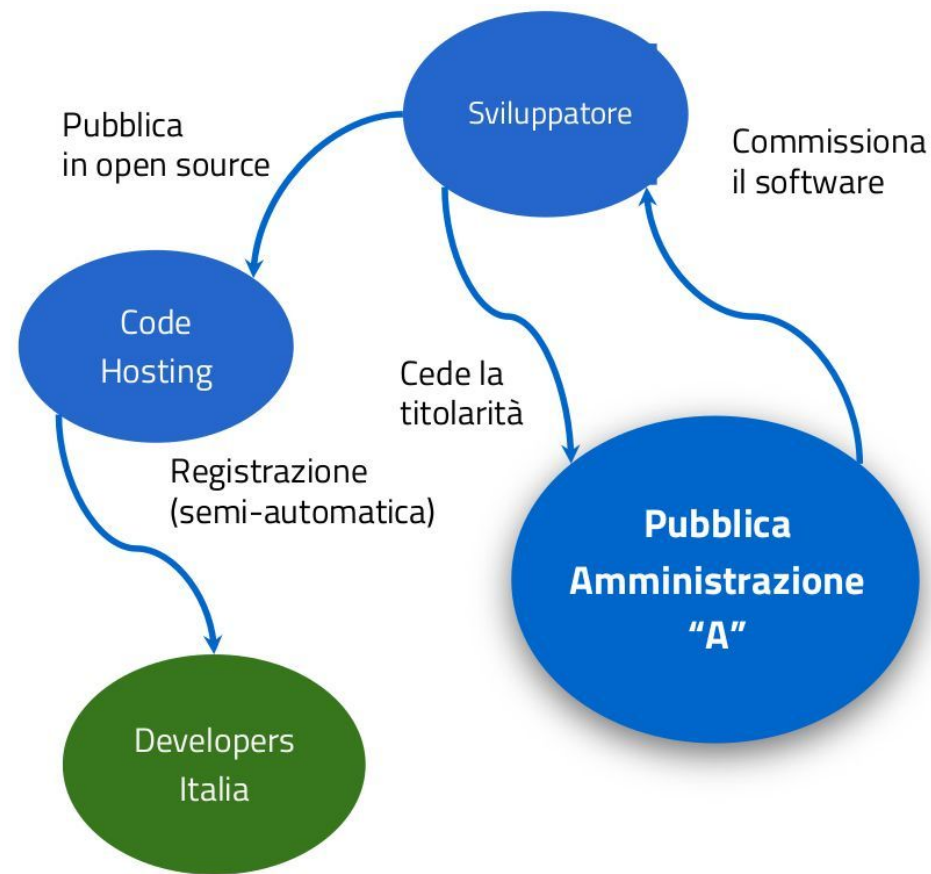 Sviluppatore
Pubblica
in open source
Commissiona
il software
Code
Hosting
Cede la
titolarità
Registrazione
(semi-automatica)
Pubblica
Amministrazione
“A”
Developers
Italia